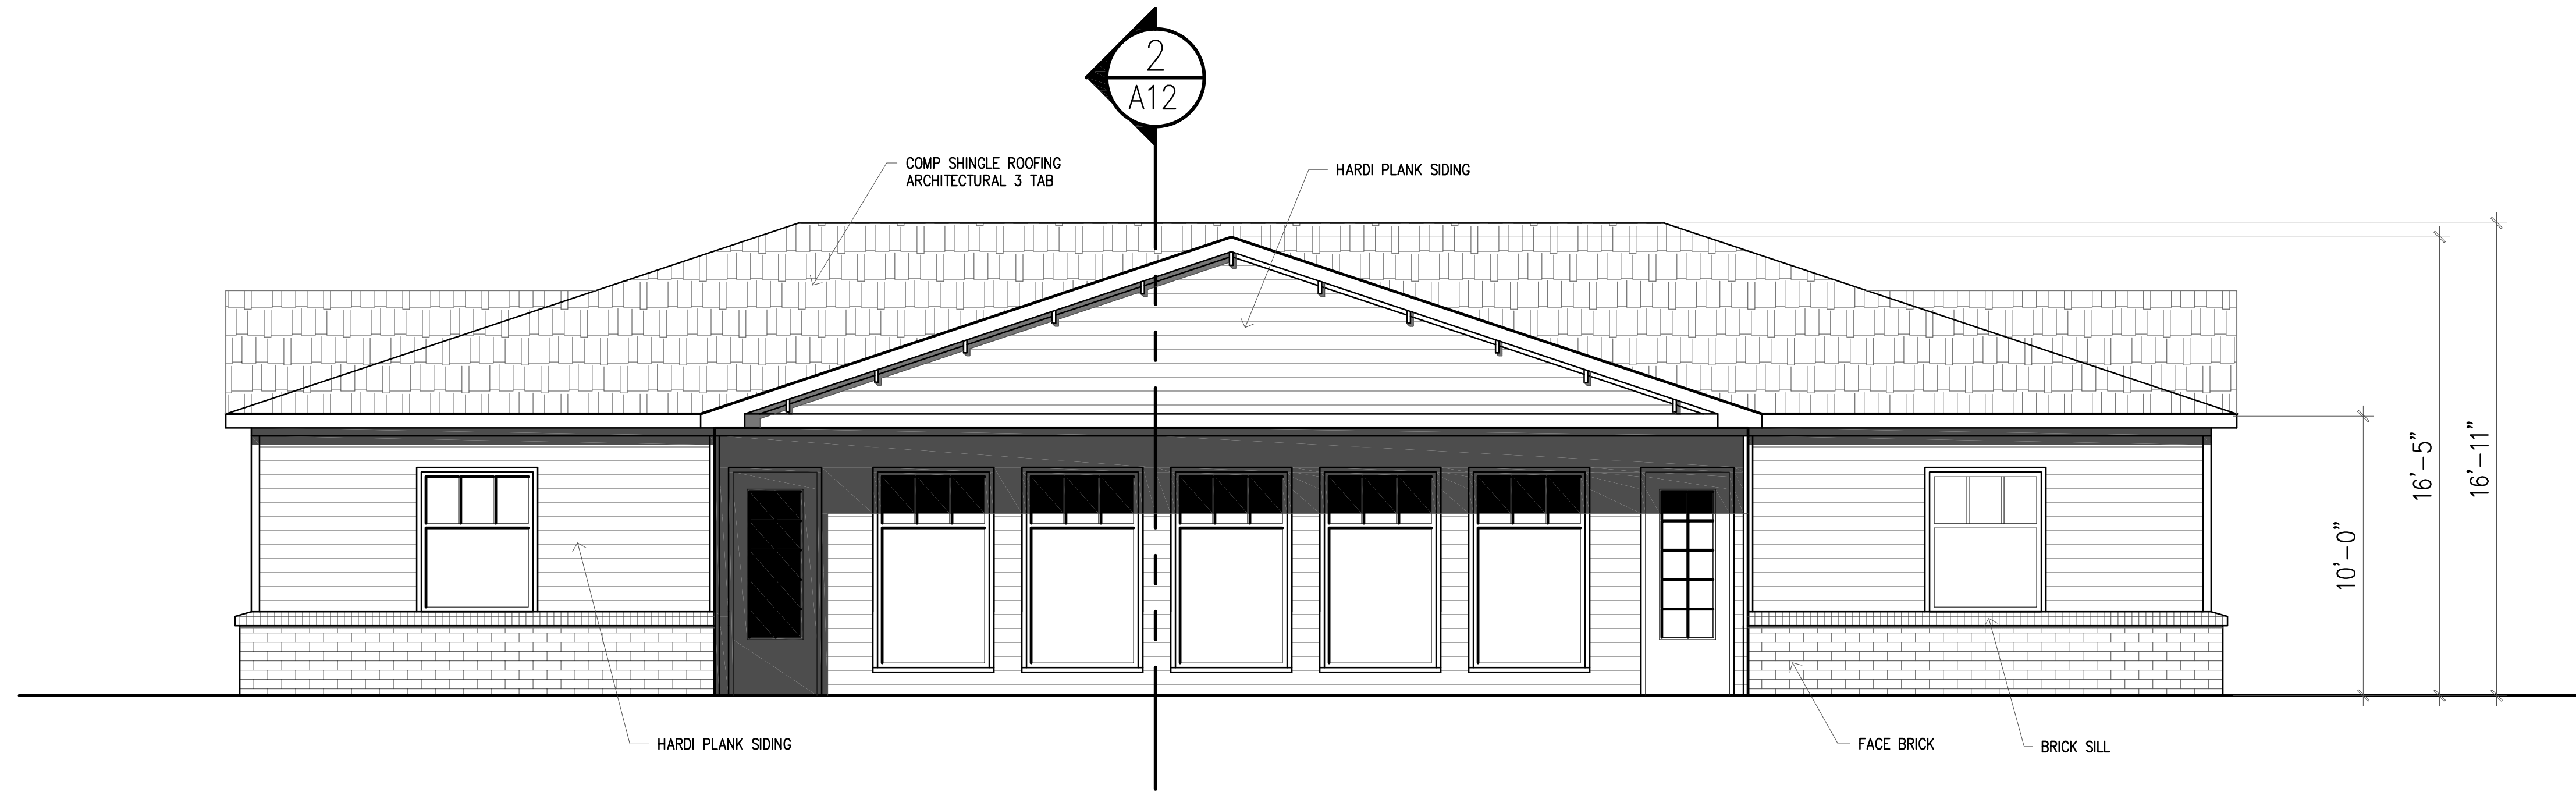 2
A12
COMP SHINGLE ROOFING
ARCHITECTURAL 3 TAB
HARDI PLANK SIDING
10'-0"
16'-5"
16'-11"
HARDI PLANK SIDING
FACE BRICK
BRICK SILL